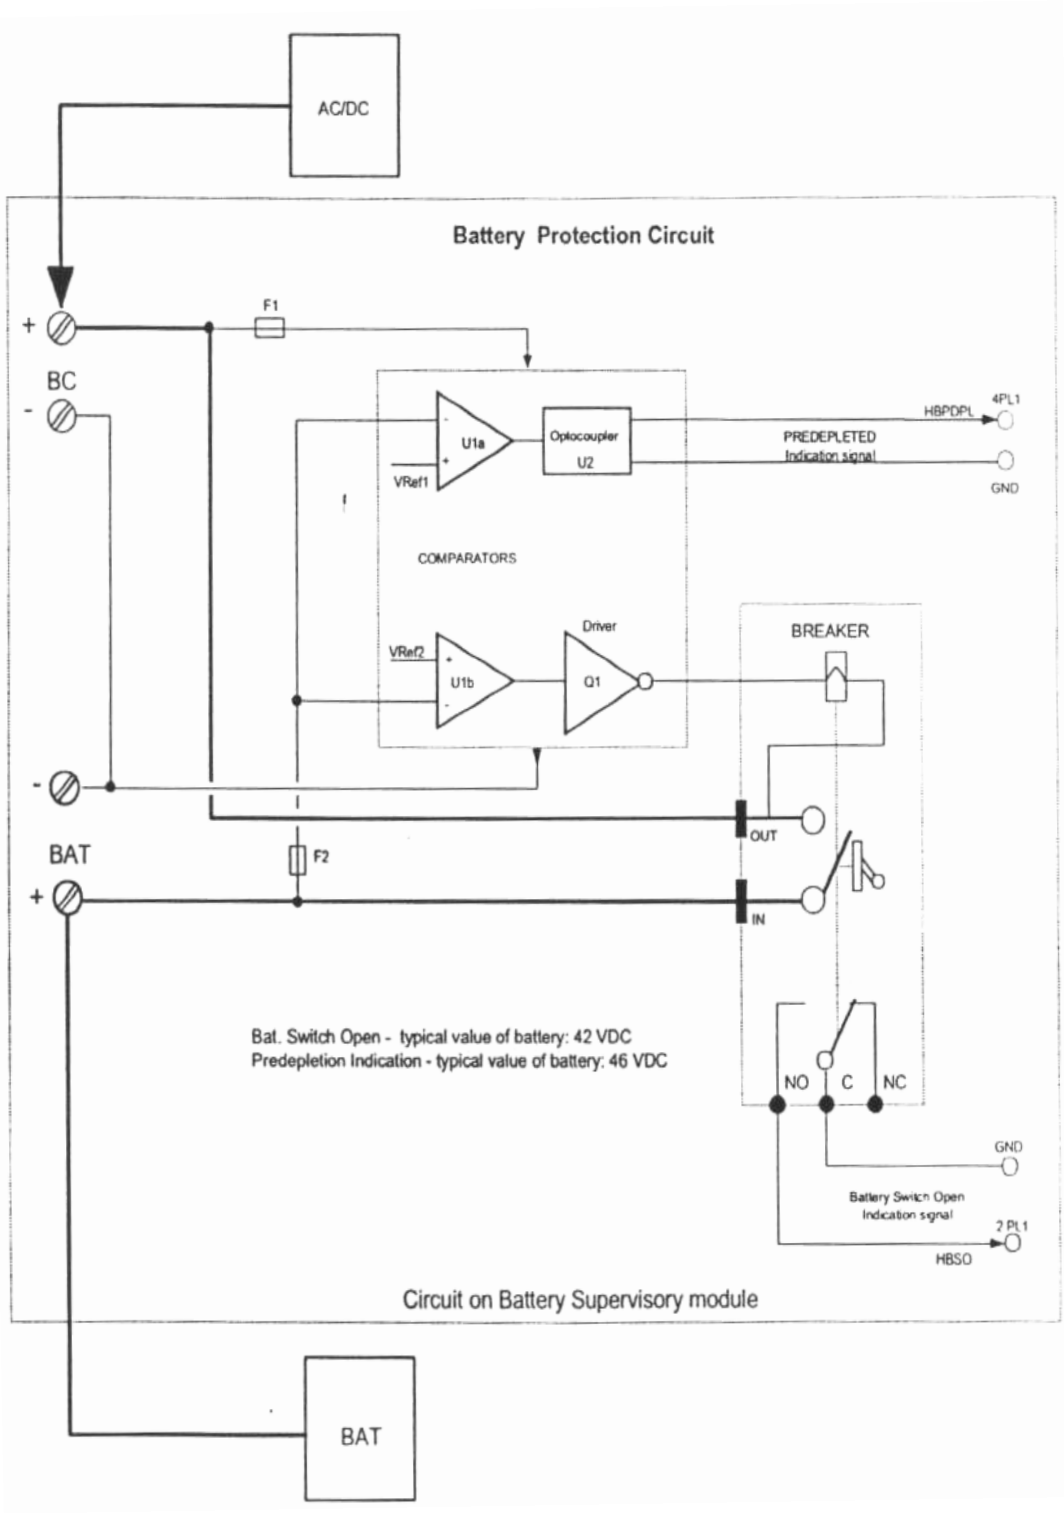 AC/DC
Battery Protection Circuit
F1
+
BC
-
4PL1
HBPDPL
-
U1a
+
VRef1
Optocoupler
U2
PREDEPLETED
Indication signal
GND
COMPARATORS
Driver
BREAKER
VRef2
+
U1b
-
Q1
-
OUT
BAT
F2
+
IN
Bat. Switch Open - typical value of battery: 42 VDC
Predepletion Indication - typical value of battery: 46 VDC
NO
C
NC
GND
Battery Switch Open
Indication signal
2 PL1
HBSO
Circuit on Battery Supervisory module
BAT